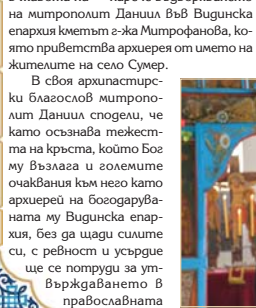 на митрополит Даниил във Видинска
епархия кметът г-жа Митрофанова, ко-
ято приветства архиерея от името на
жителите на село Сумер.
В своя архипастирс-
ки благослов митропо-
лит Даниил сподели, че
като осъзнава тежест-
та на кръста, който Бог
му възлага и големите
очаквания към него като
архиерей на богодарува-
ната му Видинска епар-
хия, без да щади силите
си, с ревност и усърдие
ще се потруди за ут-
върждаването в
православната